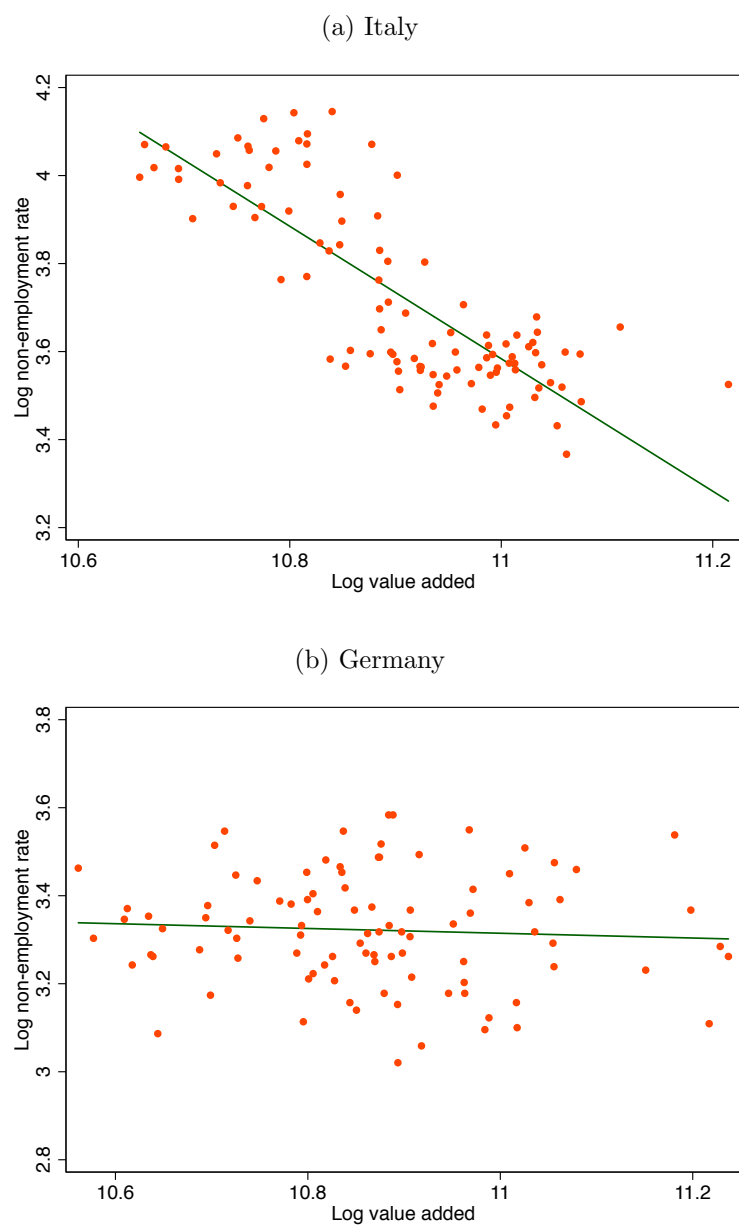 (a) Italy
Log non-employment rate
4.2
4
3.8
3.6
3.4
3.2
10.6 10.8 11 11.2
Log value added
(b) Germany
Log non-employment rate
3.8
3.6
3.4
3.2
3
2.8
10.6 10.8 11 11.2
Log value added